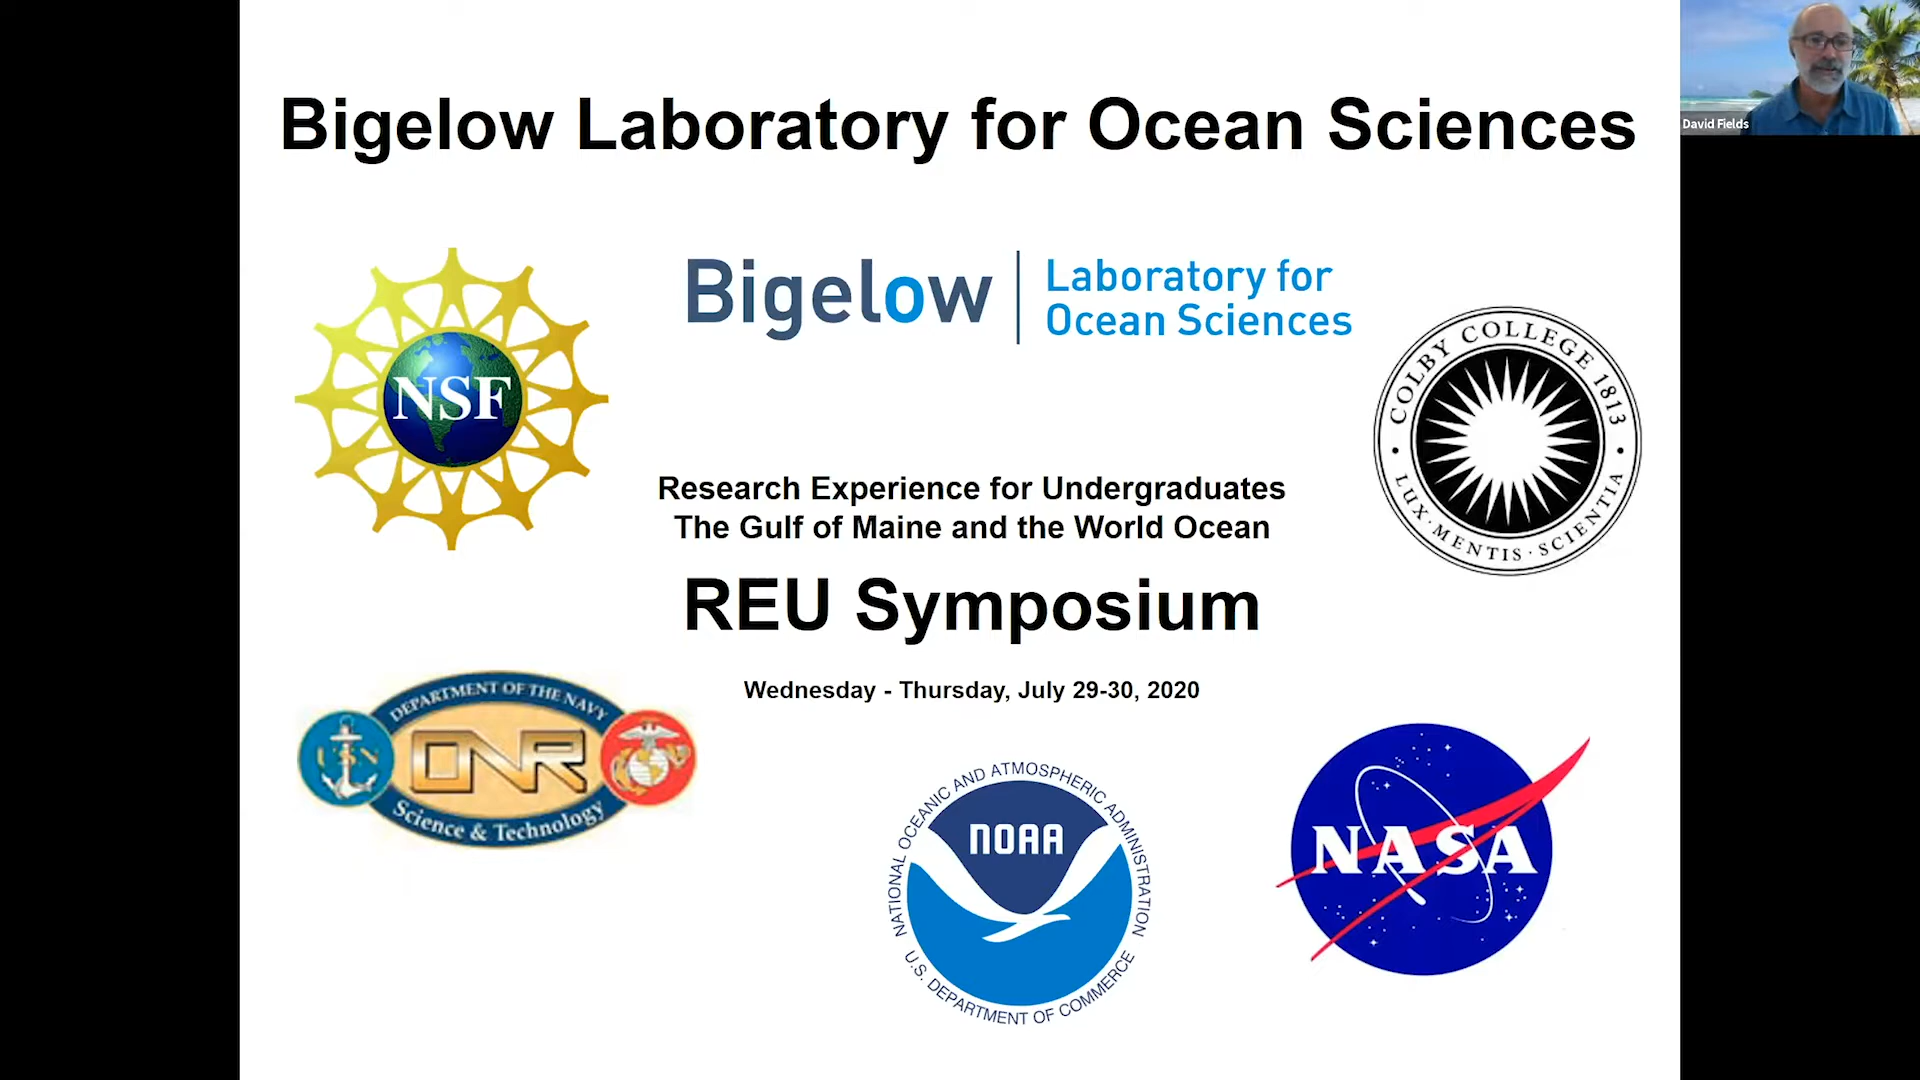 Bigelow Laboratory for Ocean Sciences
David Fields
Bigelow
Laboratory for
Ocean Sciences
NSF
COLBY COLLEGE 1813
· LUX · MENTIS · SCIENTIA ·
Research Experience for Undergraduates
The Gulf of Maine and the World Ocean
REU Symposium
Wednesday - Thursday, July 29-30, 2020
DEPARTMENT OF THE NAVY
USN
ONR
Science & Technology
NATIONAL OCEANIC AND ATMOSPHERIC ADMINISTRATION
NOAA
U.S. DEPARTMENT OF COMMERCE
NASA